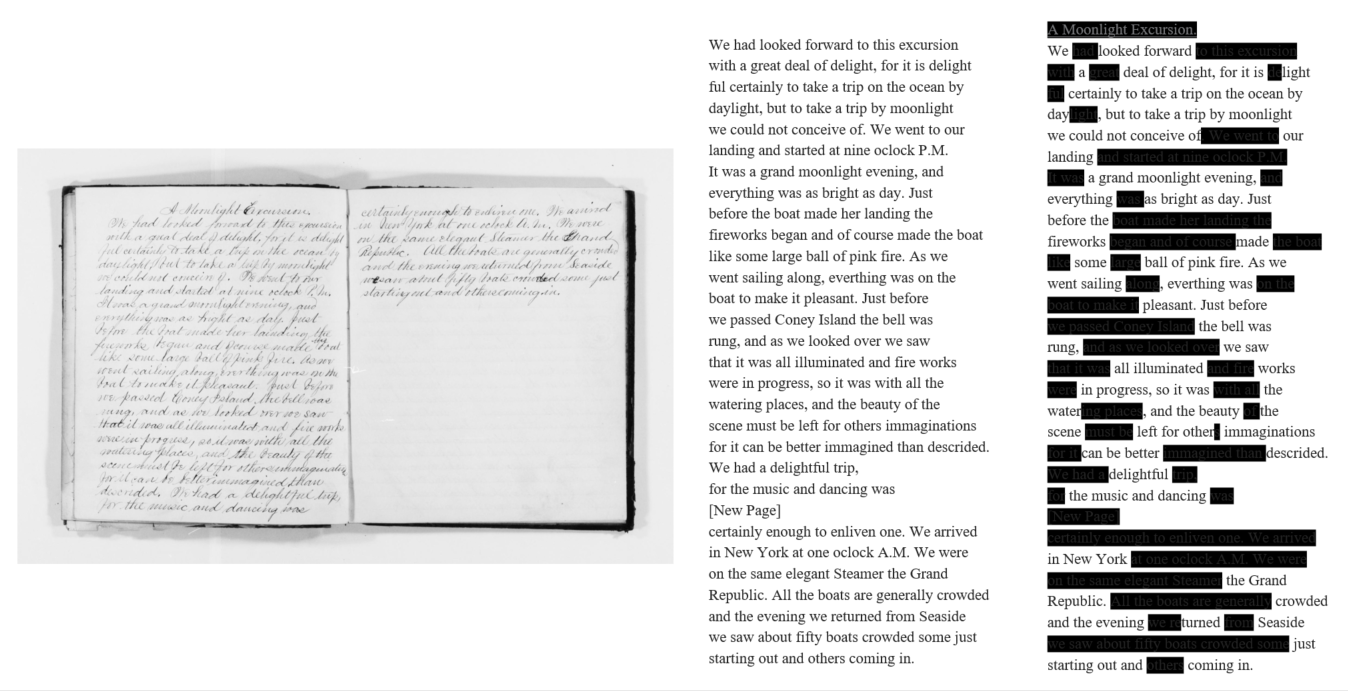 A Moonlight Excursion.
We had looked forward to this excursion
with a great deal of delight, for it is delight
ful certainly to take a trip on the ocean by
daylight, but to take a trip by moonlight
we could not conceive of. We went to our
landing and started at nine oclock P.M.
It was a grand moonlight evening, and
everything was as bright as day. Just
before the boat made her landing the
fireworks began and of course made the boat
like some large ball of pink fire. As we
went sailing along, everthing was on the
boat to make it pleasant. Just before
we passed Coney Island, the bell was
rung, and as we looked over we saw
that it was all illuminated and fire works
were in progress, so it was with all the
watering places, and the beauty of the
scene must be left for others immaginations
for it can be better immagined than
descrided. We had a delightful trip
for the music and dancing was
certainly enough to enliven one. We arrived
in New York at one oclock A.M. We were
on the same elegant Steamer the Grand
Republic. All the boats are generally crowded
and the evening we returned from Seaside
we saw about fifty boats crowded some just
starting out and others coming in.
We had looked forward to this excursion
with a great deal of delight, for it is delight
ful certainly to take a trip on the ocean by
daylight, but to take a trip by moonlight
we could not conceive of. We went to our
landing and started at nine oclock P.M.
It was a grand moonlight evening, and
everything was as bright as day. Just
before the boat made her landing the
fireworks began and of course made the boat
like some large ball of pink fire. As we
went sailing along, everthing was on the
boat to make it pleasant. Just before
we passed Coney Island the bell was
rung, and as we looked over we saw
that it was all illuminated and fire works
were in progress, so it was with all the
watering places, and the beauty of the
scene must be left for others immaginations
for it can be better immagined than descrided.
We had a delightful trip,
for the music and dancing was
[New Page]
certainly enough to enliven one. We arrived
in New York at one oclock A.M. We were
on the same elegant Steamer the Grand
Republic. All the boats are generally crowded
and the evening we returned from Seaside
we saw about fifty boats crowded some just
starting out and others coming in.
A Moonlight Excursion.
We had looked forward to this excursion
with a great deal of delight, for it is delight
ful certainly to take a trip on the ocean by
daylight, but to take a trip by moonlight
we could not conceive of. We went to our
landing and started at nine oclock P.M.
It was a grand moonlight evening, and
everything was as bright as day. Just
before the boat made her landing the
fireworks began and of course made the boat
like some large ball of pink fire. As we
went sailing along, everthing was on the
boat to make it pleasant. Just before
we passed Coney Island the bell was
rung, and as we looked over we saw
that it was all illuminated and fire works
were in progress, so it was with all the
watering places, and the beauty of the
scene must be left for others immaginations
for it can be better immagined than descrided.
We had a delightful trip,
for the music and dancing was
[New Page]
certainly enough to enliven one. We arrived
in New York at one oclock A.M. We were
on the same elegant Steamer the Grand
Republic. All the boats are generally crowded
and the evening we returned from Seaside
we saw about fifty boats crowded some just
starting out and others coming in.